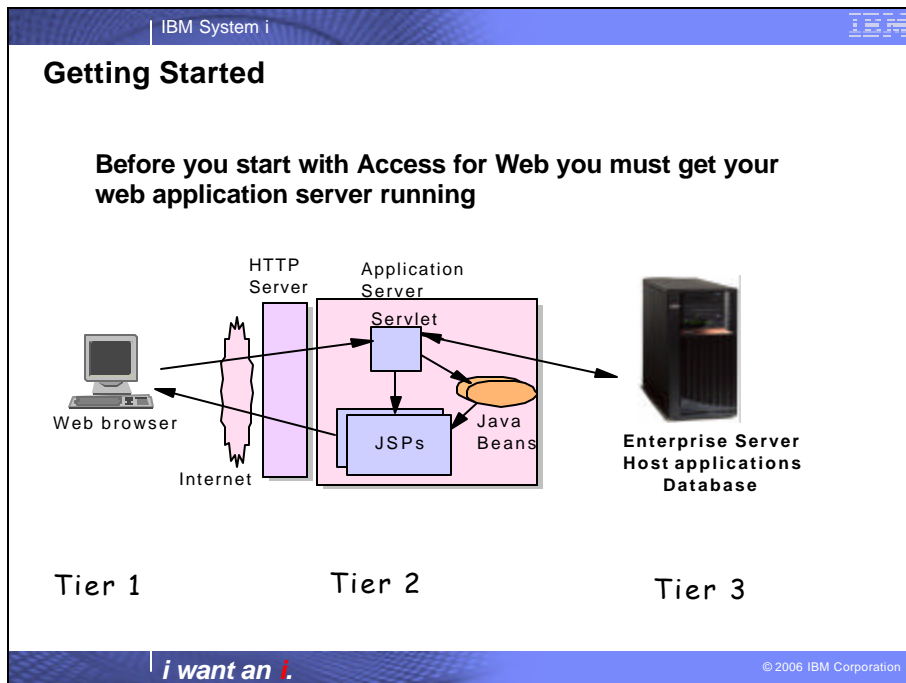 IBM System i
IBM
Getting Started
Before you start with Access for Web you must get your
web application server running
HTTP
Server
Application
Server
Servlet
Web browser
Internet
JSPs
Java
Beans
Enterprise Server
Host applications
Database
Tier 1
Tier 2
Tier 3
i want an i.
© 2006 IBM Corporation